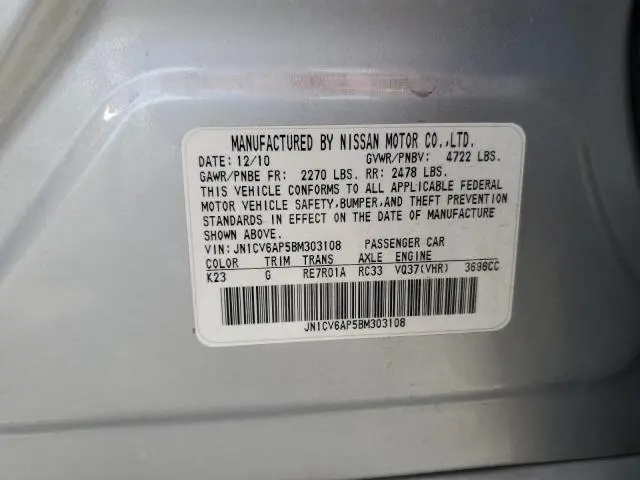 MANUFACTURED BY NISSAN MOTOR CO.,LTD.
DATE: 12/10 GVWR/PNBV: 4722 LBS.
GAWR/PNBE FR: 2270 LBS. RR: 2478 LBS.
THIS VEHICLE CONFORMS TO ALL APPLICABLE FEDERAL
MOTOR VEHICLE SAFETY,BUMPER,AND THEFT PREVENTION
STANDARDS IN EFFECT ON THE DATE OF MANUFACTURE
SHOWN ABOVE.
VIN: JN1CV6AP5BM303108 PASSENGER CAR
COLOR TRIM TRANS AXLE ENGINE
K23 G RE7R01A RC33 VQ37(VHR) 3696CC
JN1CV6AP5BM303108